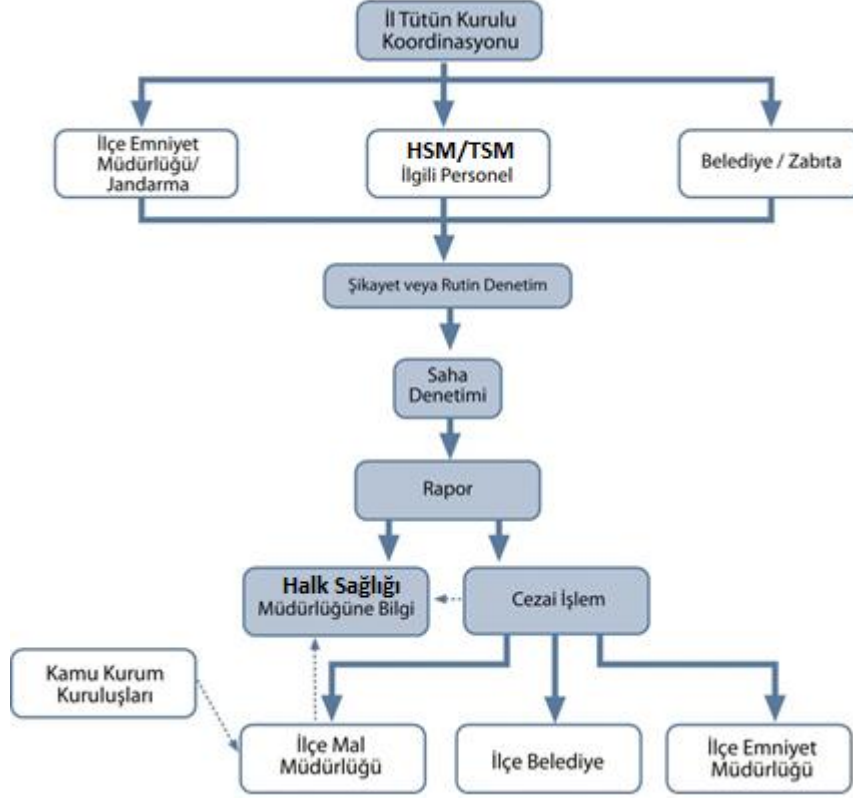 İl Tütün Kurulu
Koordinasyonu
İlçe Emniyet
Müdürlüğü/
Jandarma
HSM/TSM
İlgili Personel
Belediye / Zabıta
Şikayet veya Rutin Denetim
Saha
Denetimi
Rapor
Halk Sağlığı
Müdürlüğüne Bilgi
Cezai İşlem
Kamu Kurum
Kuruluşları
İlçe Mal
Müdürlüğü
İlçe Belediye
İlçe Emniyet
Müdürlüğü